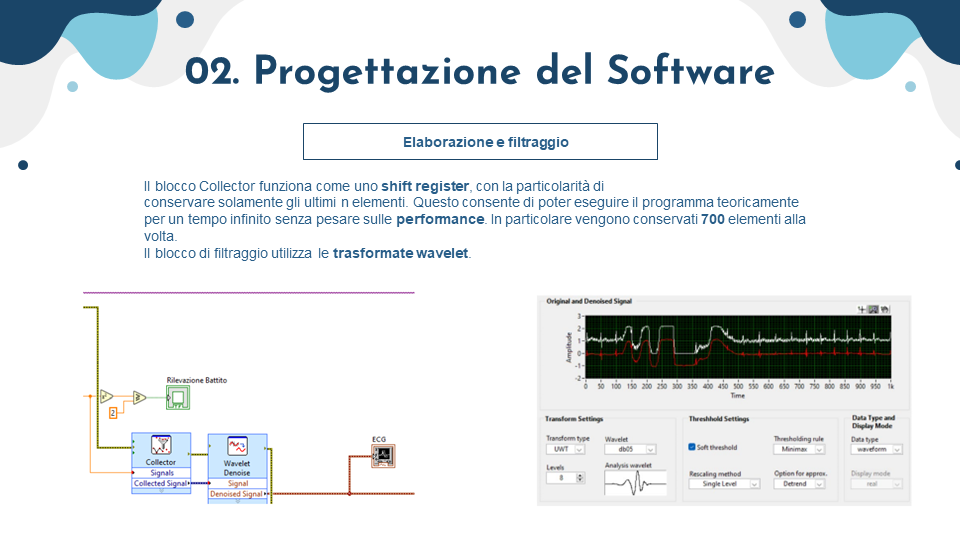 02. Progettazione del Software
Elaborazione e filtraggio
Il blocco Collector funziona come uno shift register, con la particolarità di
conservare solamente gli ultimi n elementi. Questo consente di poter eseguire il programma teoricamente
per un tempo infinito senza pesare sulle performance. In particolare vengono conservati 700 elementi alla
volta.
Il blocco di filtraggio utilizza le trasformate wavelet.
Rilevazione Battito
2
Collector
Signals
Collected Signal
Wavelet
Denoise
Signal
Denoised Signal
ECG
Original and Denoised Signal
Amplitude
3
2
1
0
-1
-2
0 50 100 150 200 250 300 350 400 450 500 550 600 650 700 750 800 850 900 950 1k
Time
Transform Settings
Transform type
UWT
Wavelet
db05
Levels
8
Analysis wavelet
Threshhold Settings
Soft threshold
Thresholding rule
Minimax
Rescaling method
Single Level
Option for approx.
Detrend
Data Type and
Display Mode
Data type
waveform
Display mode
real